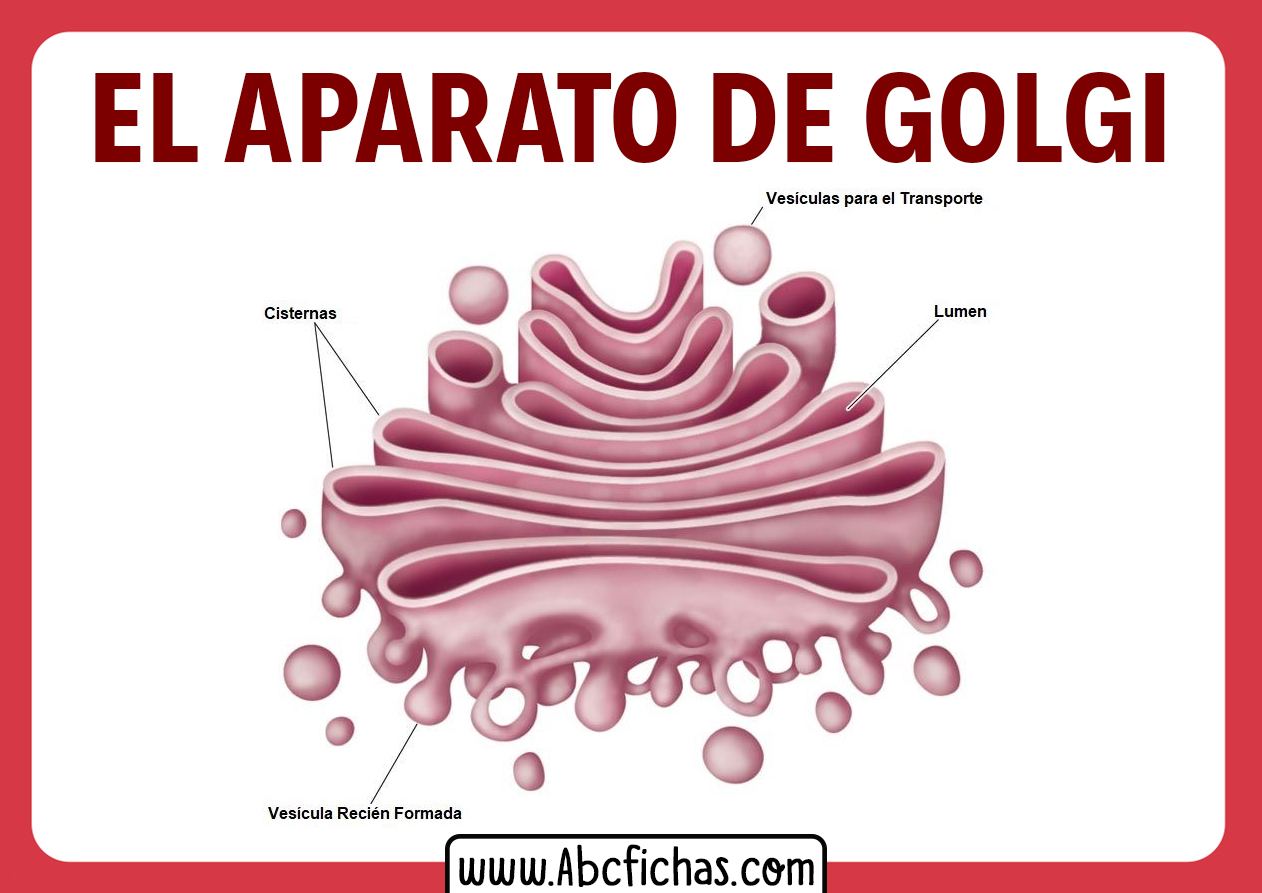 EL APARATO DE GOLGI
Vesículas para el Transporte
Cisternas
Lumen
Vesícula Recién Formada
www.Abcfichas.com